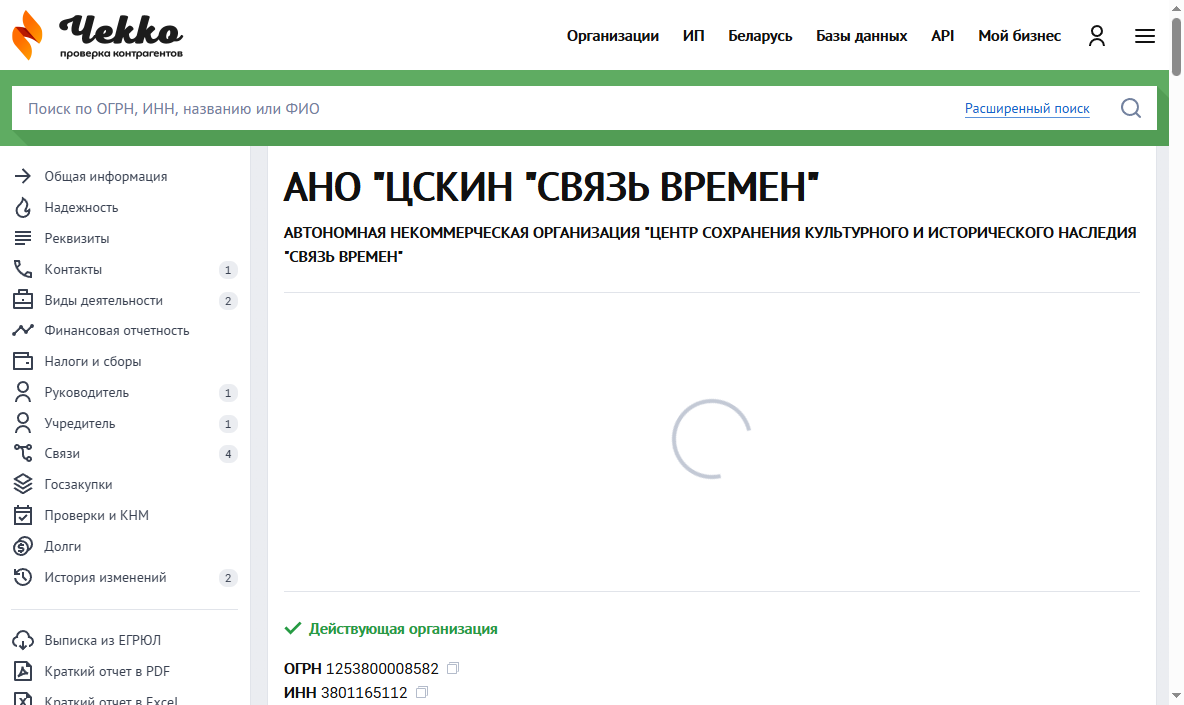 Чекко
проверка контрагентов
Организации ИП Беларусь Базы данных API Мой бизнес
Поиск по ОГРН, ИНН, названию или ФИО Расширенный поиск
Общая информация
Надежность
Реквизиты
Контакты 1
Виды деятельности 2
Финансовая отчетность
Налоги и сборы
Руководитель 1
Учредитель 1
Связи 4
Госзакупки
Проверки и КНМ
Долги
История изменений 2
Выписка из ЕГРЮЛ
Краткий отчет в PDF
Краткий отчет в Excel
АНО "ЦСКИН "СВЯЗЬ ВРЕМЕН"
АВТОНОМНАЯ НЕКОММЕРЧЕСКАЯ ОРГАНИЗАЦИЯ "ЦЕНТР СОХРАНЕНИЯ КУЛЬТУРНОГО И ИСТОРИЧЕСКОГО НАСЛЕДИЯ
"СВЯЗЬ ВРЕМЕН"
Действующая организация
ОГРН 1253800008582
ИНН 3801165112